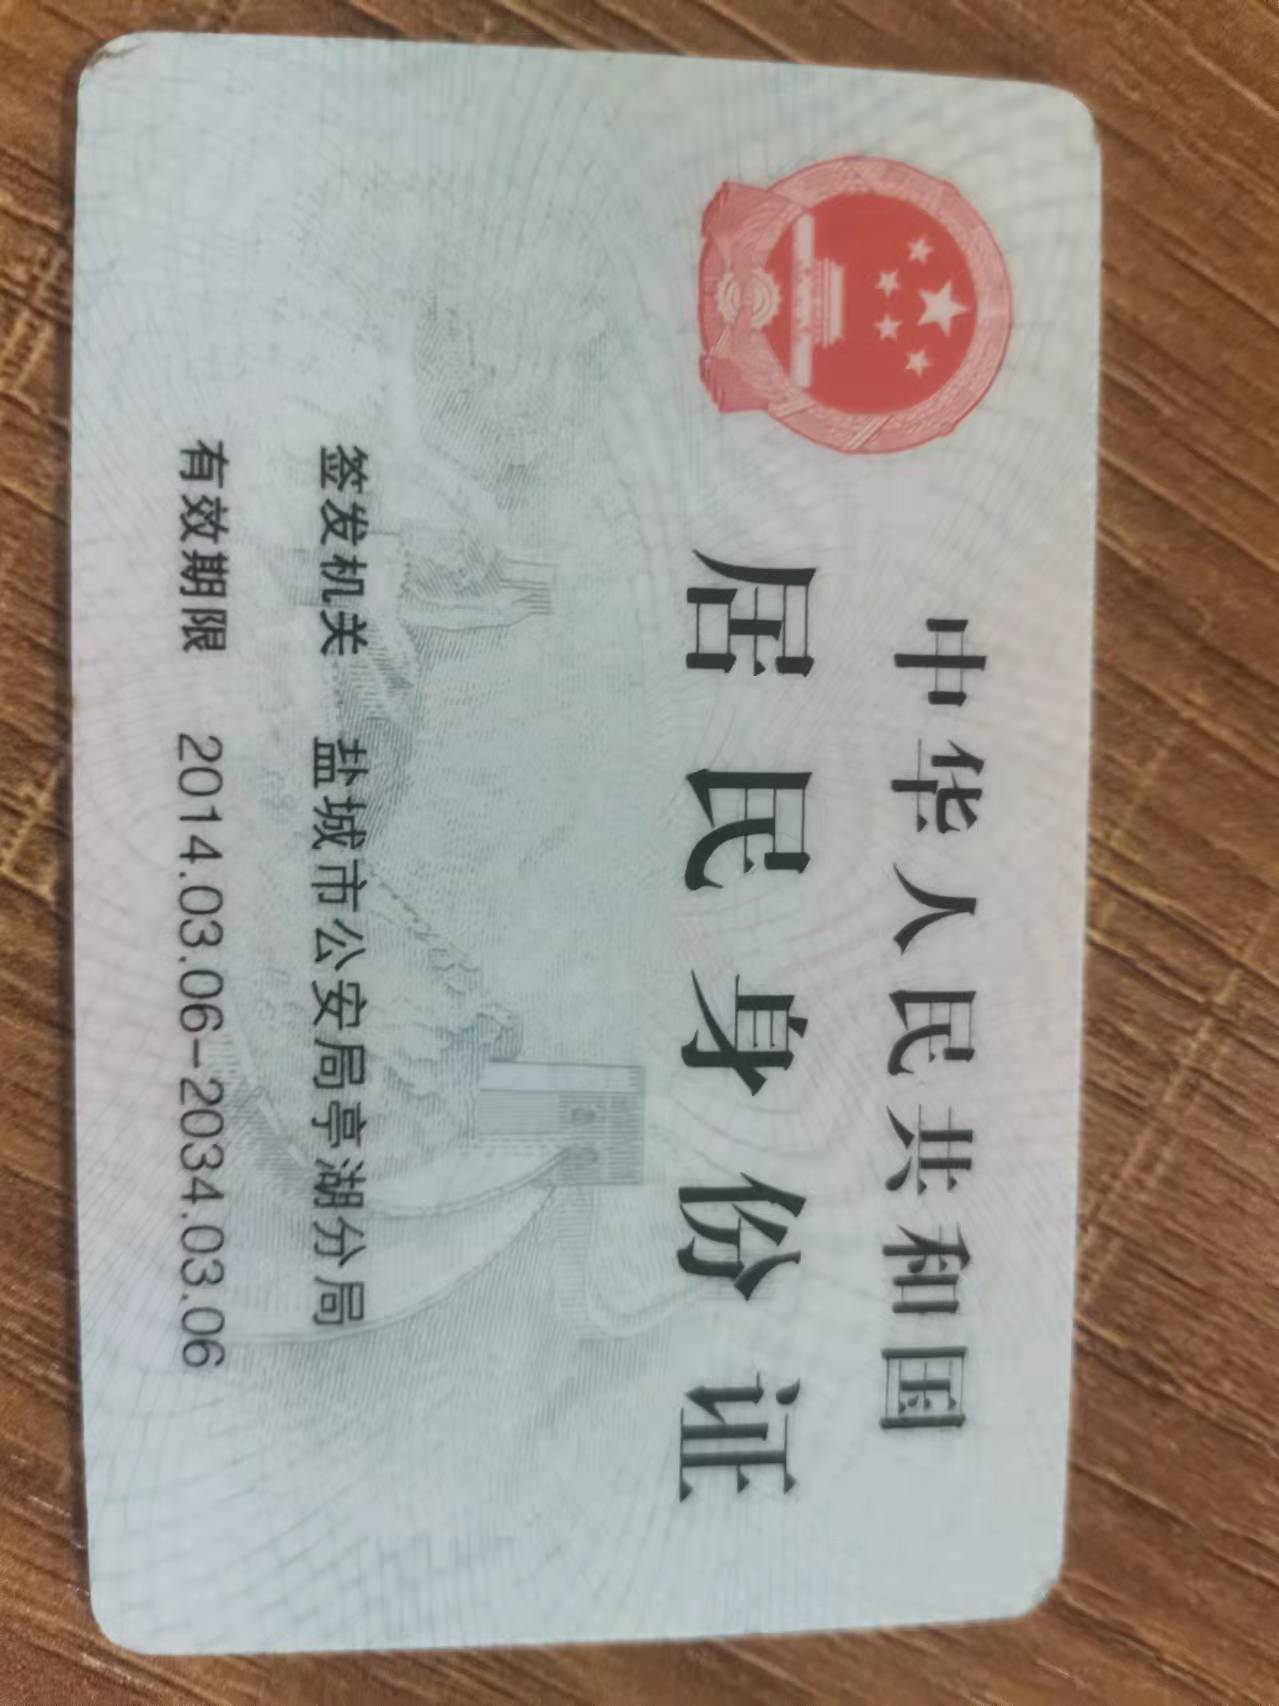 中华人民共和国
居民身份证
签发机关 盐城市公安局亭湖分局
有效期限 2014.03.06-2034.03.06